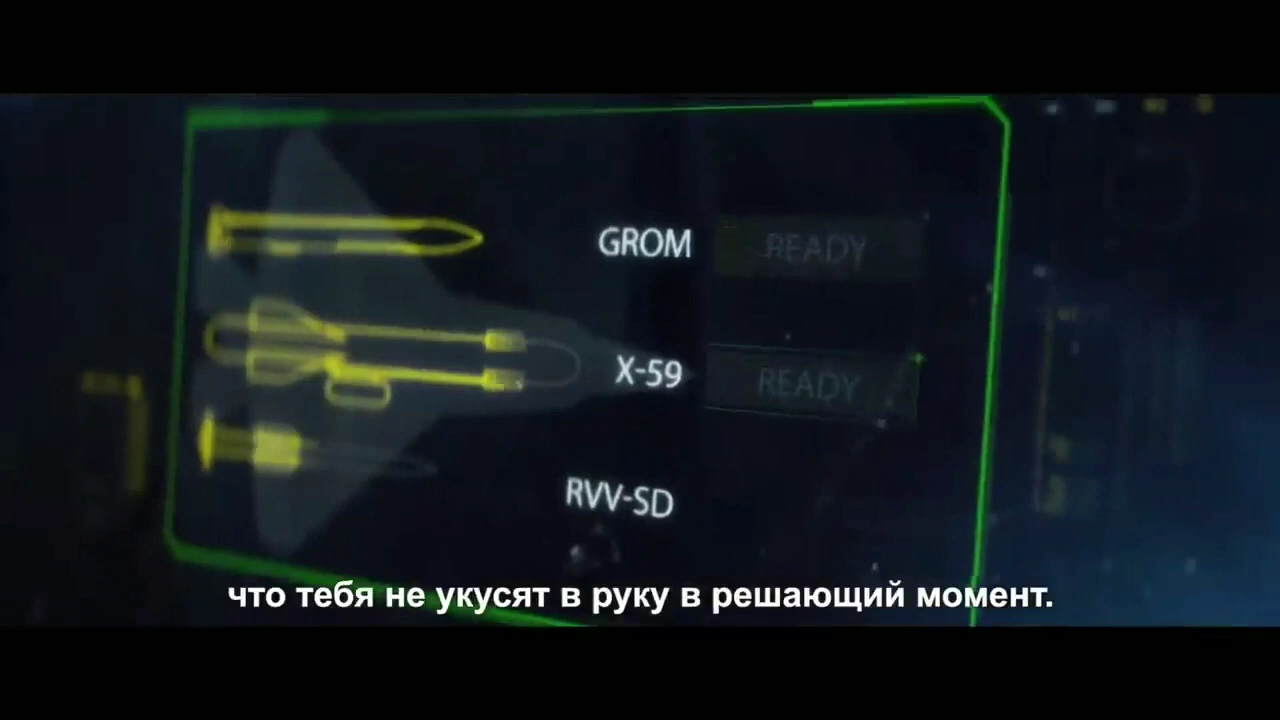 GROM READY
X-59 READY
RVV-SD
что тебя не укусят в руку в решающий момент.